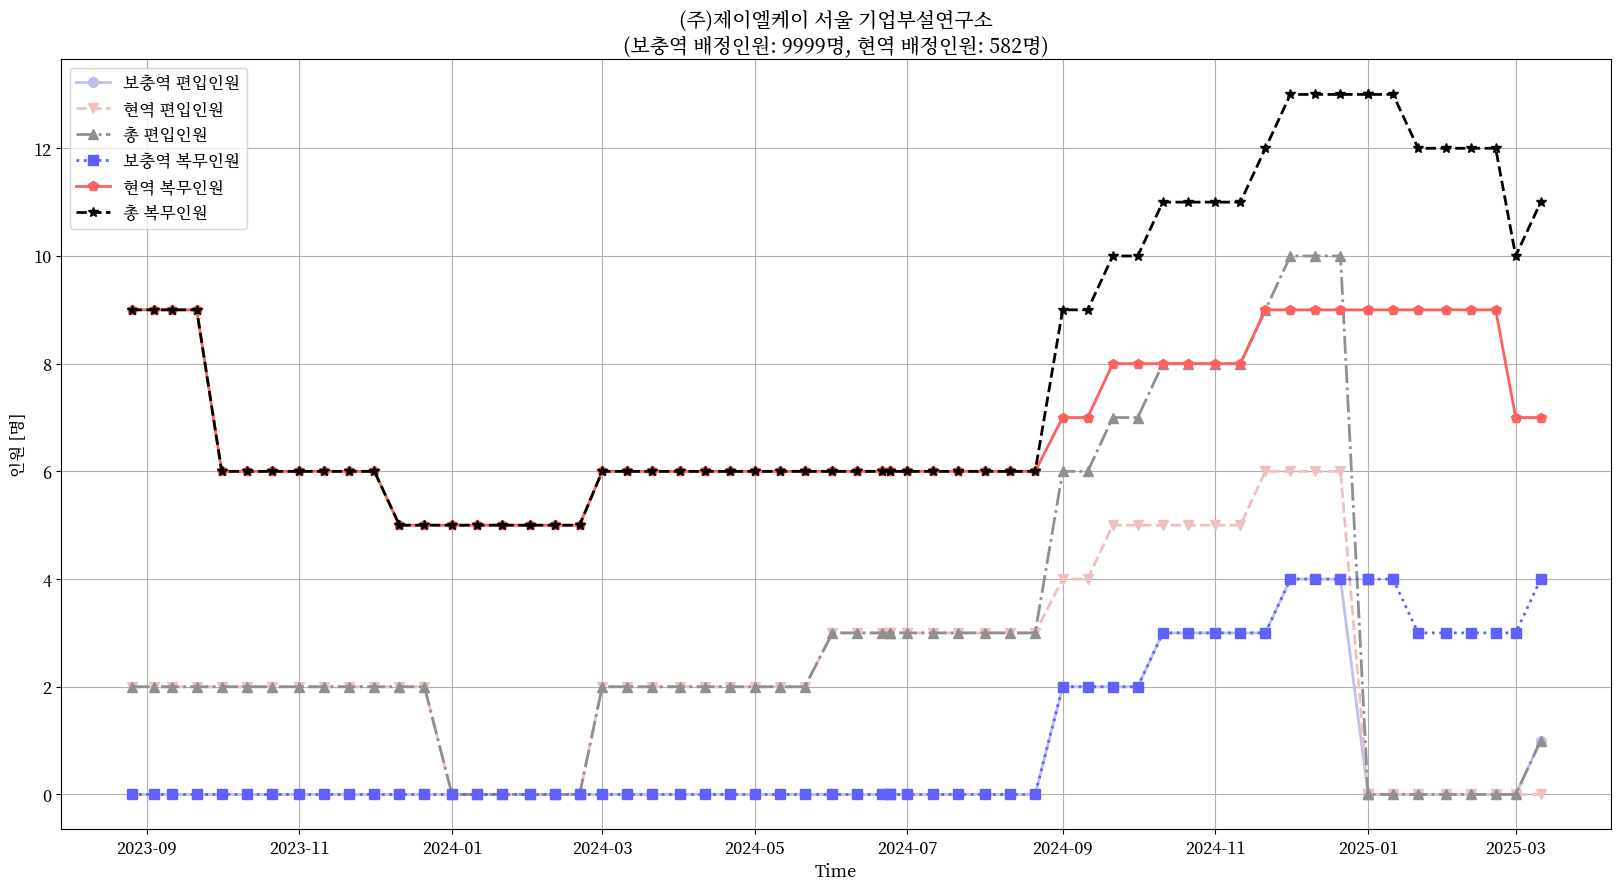 (주)제이엘케이 서울 기업부설연구소
(보충역 배정인원: 9999명, 현역 배정인원: 582명)
보충역 편입인원
현역 편입인원
총 편입인원
보충역 복무인원
현역 복무인원
총 복무인원
인원 [명]
12
10
8
6
4
2
0
2023-09
2023-11
2024-01
2024-03
2024-05
2024-07
2024-09
2024-11
2025-01
2025-03
Time